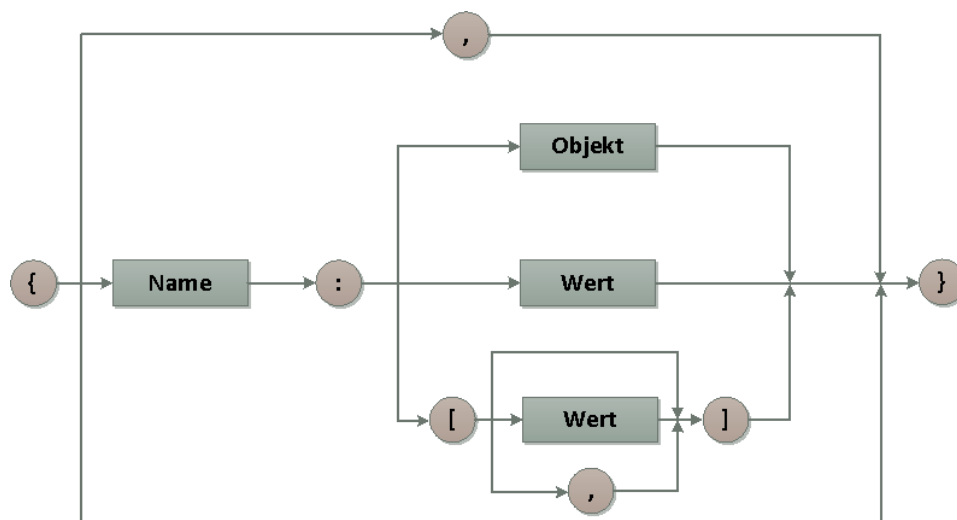 ,
Objekt
{ Name : Wert }
[ Wert ]
,